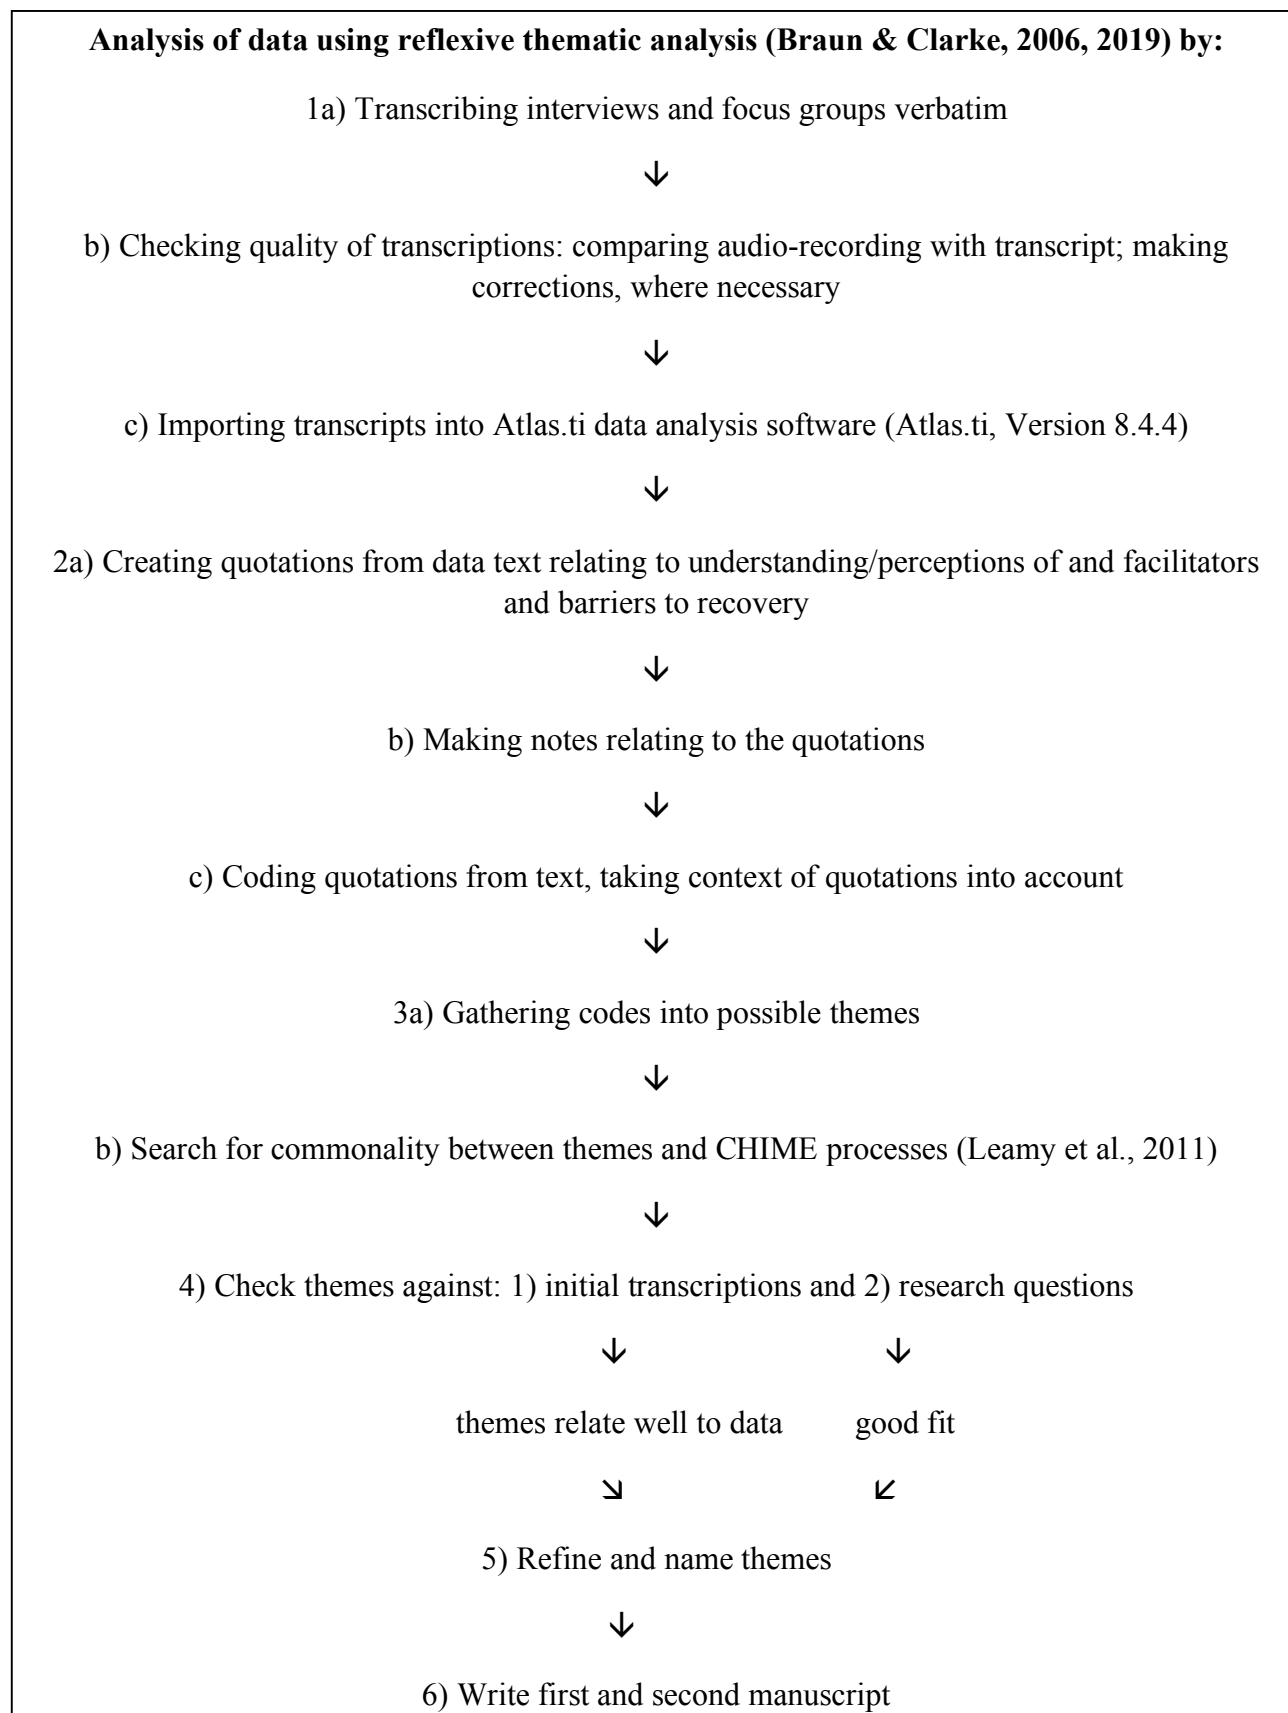 Analysis of data using reflexive thematic analysis (Braun & Clarke, 2006, 2019) by:
1a) Transcribing interviews and focus groups verbatim
↓
b) Checking quality of transcriptions: comparing audio-recording with transcript; making
corrections, where necessary
↓
c) Importing transcripts into Atlas.ti data analysis software (Atlas.ti, Version 8.4.4)
↓
2a) Creating quotations from data text relating to understanding/perceptions of and facilitators
and barriers to recovery
↓
b) Making notes relating to the quotations
↓
c) Coding quotations from text, taking context of quotations into account
↓
3a) Gathering codes into possible themes
↓
b) Search for commonality between themes and CHIME processes (Leamy et al., 2011)
↓
4) Check themes against: 1) initial transcriptions and 2) research questions
↓ ↓
themes relate well to data good fit
↘ ↙
5) Refine and name themes
↓
6) Write first and second manuscript